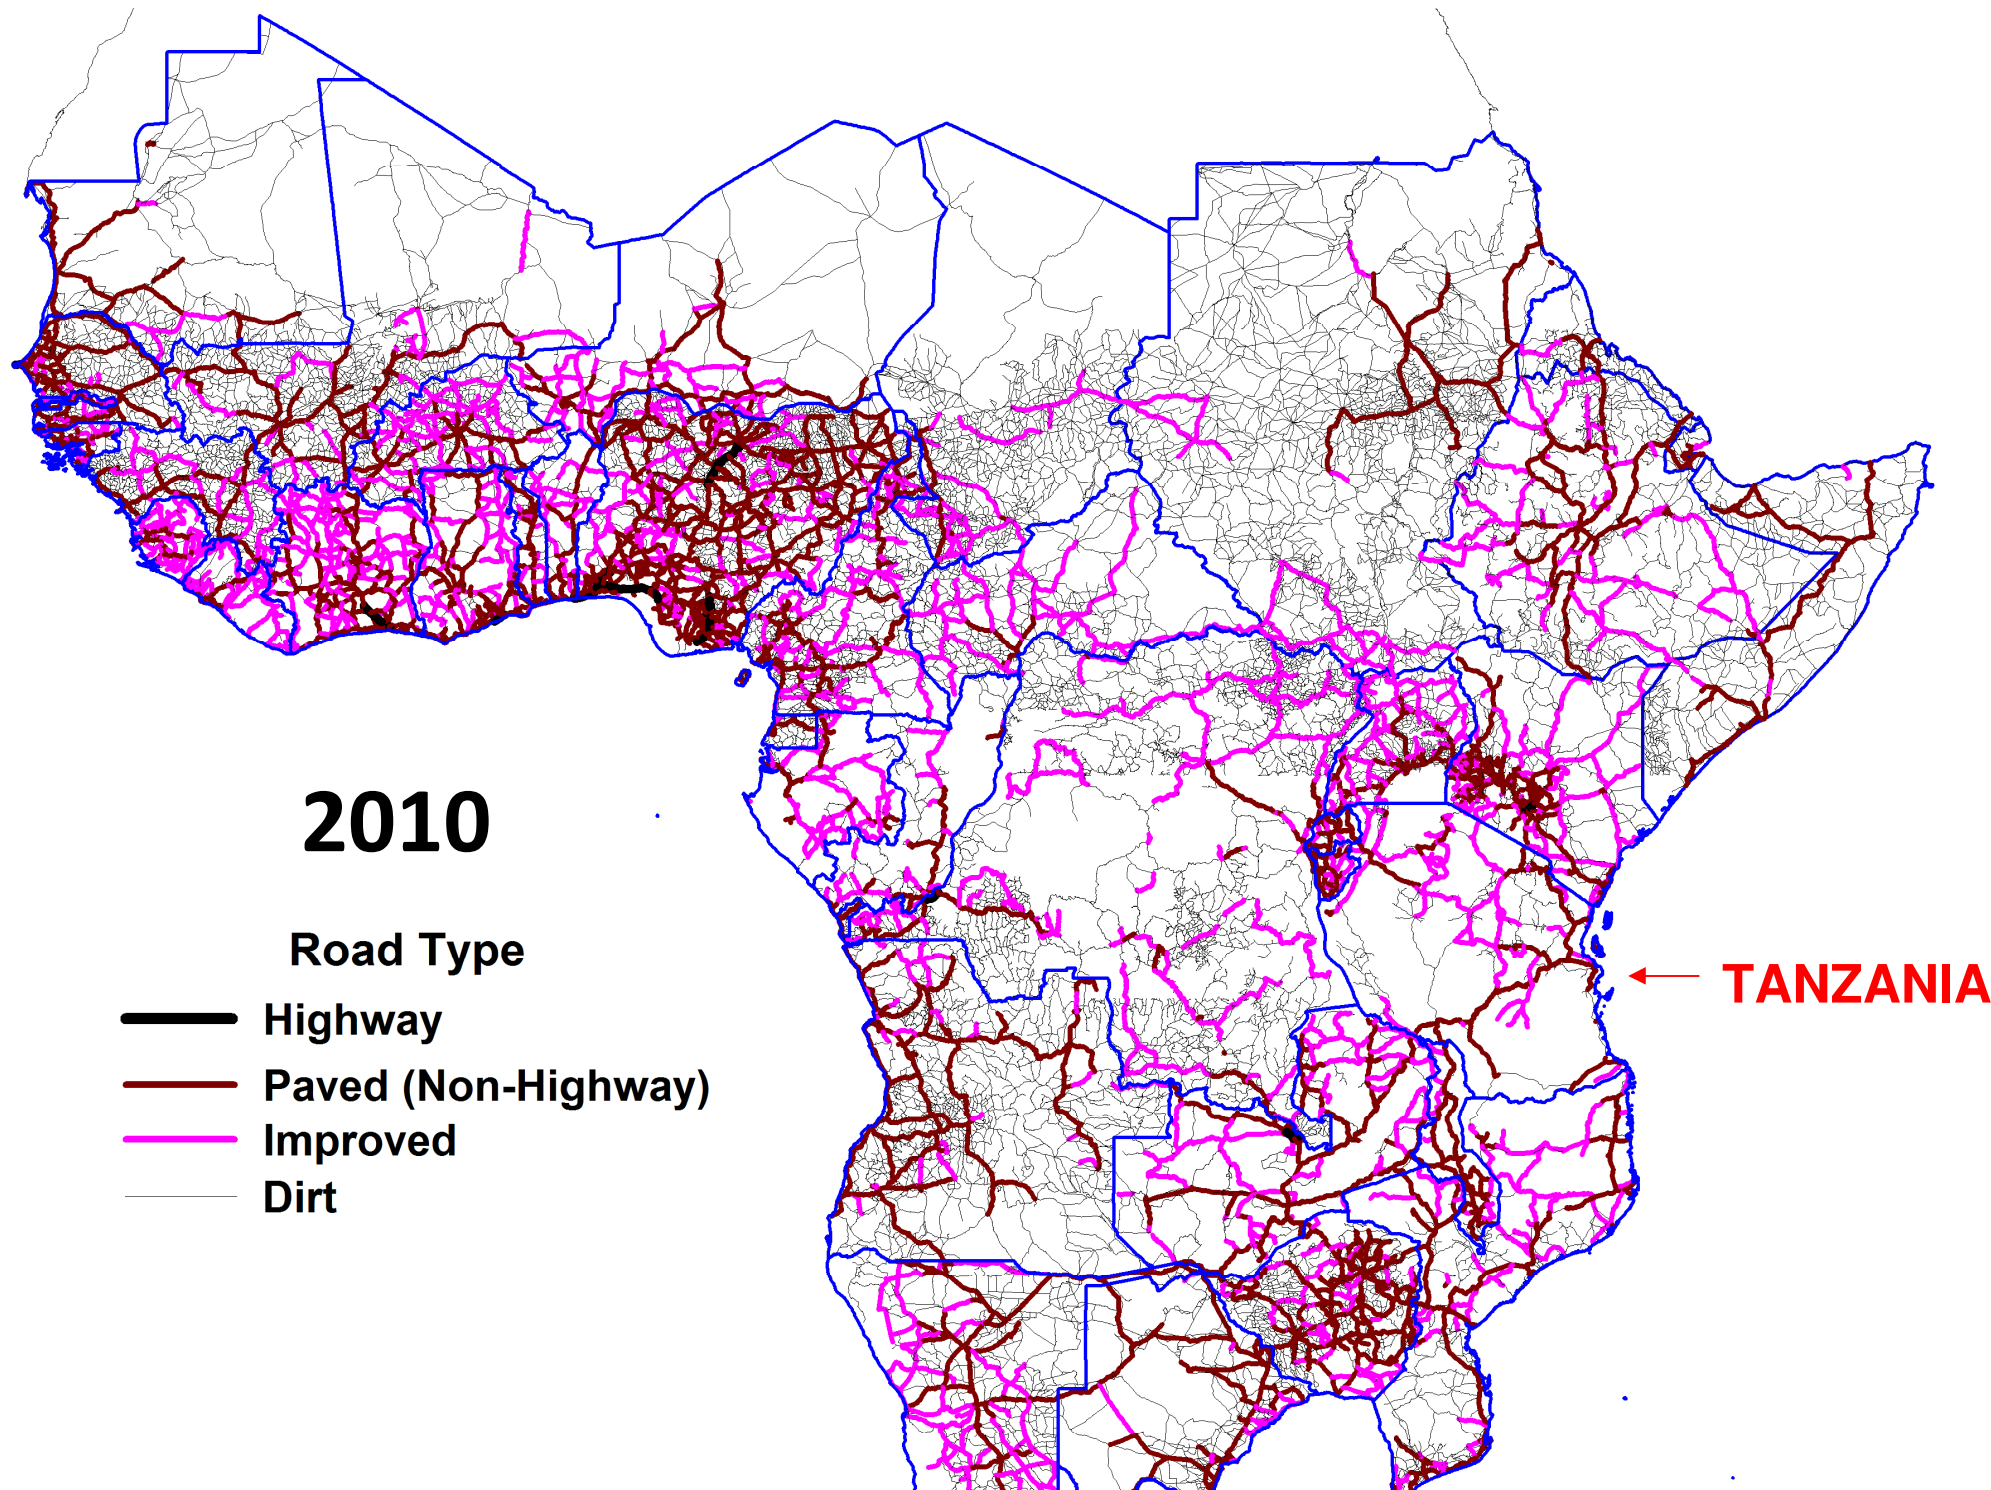 2010
Road Type
Highway
Paved (Non-Highway)
Improved
Dirt
TANZANIA